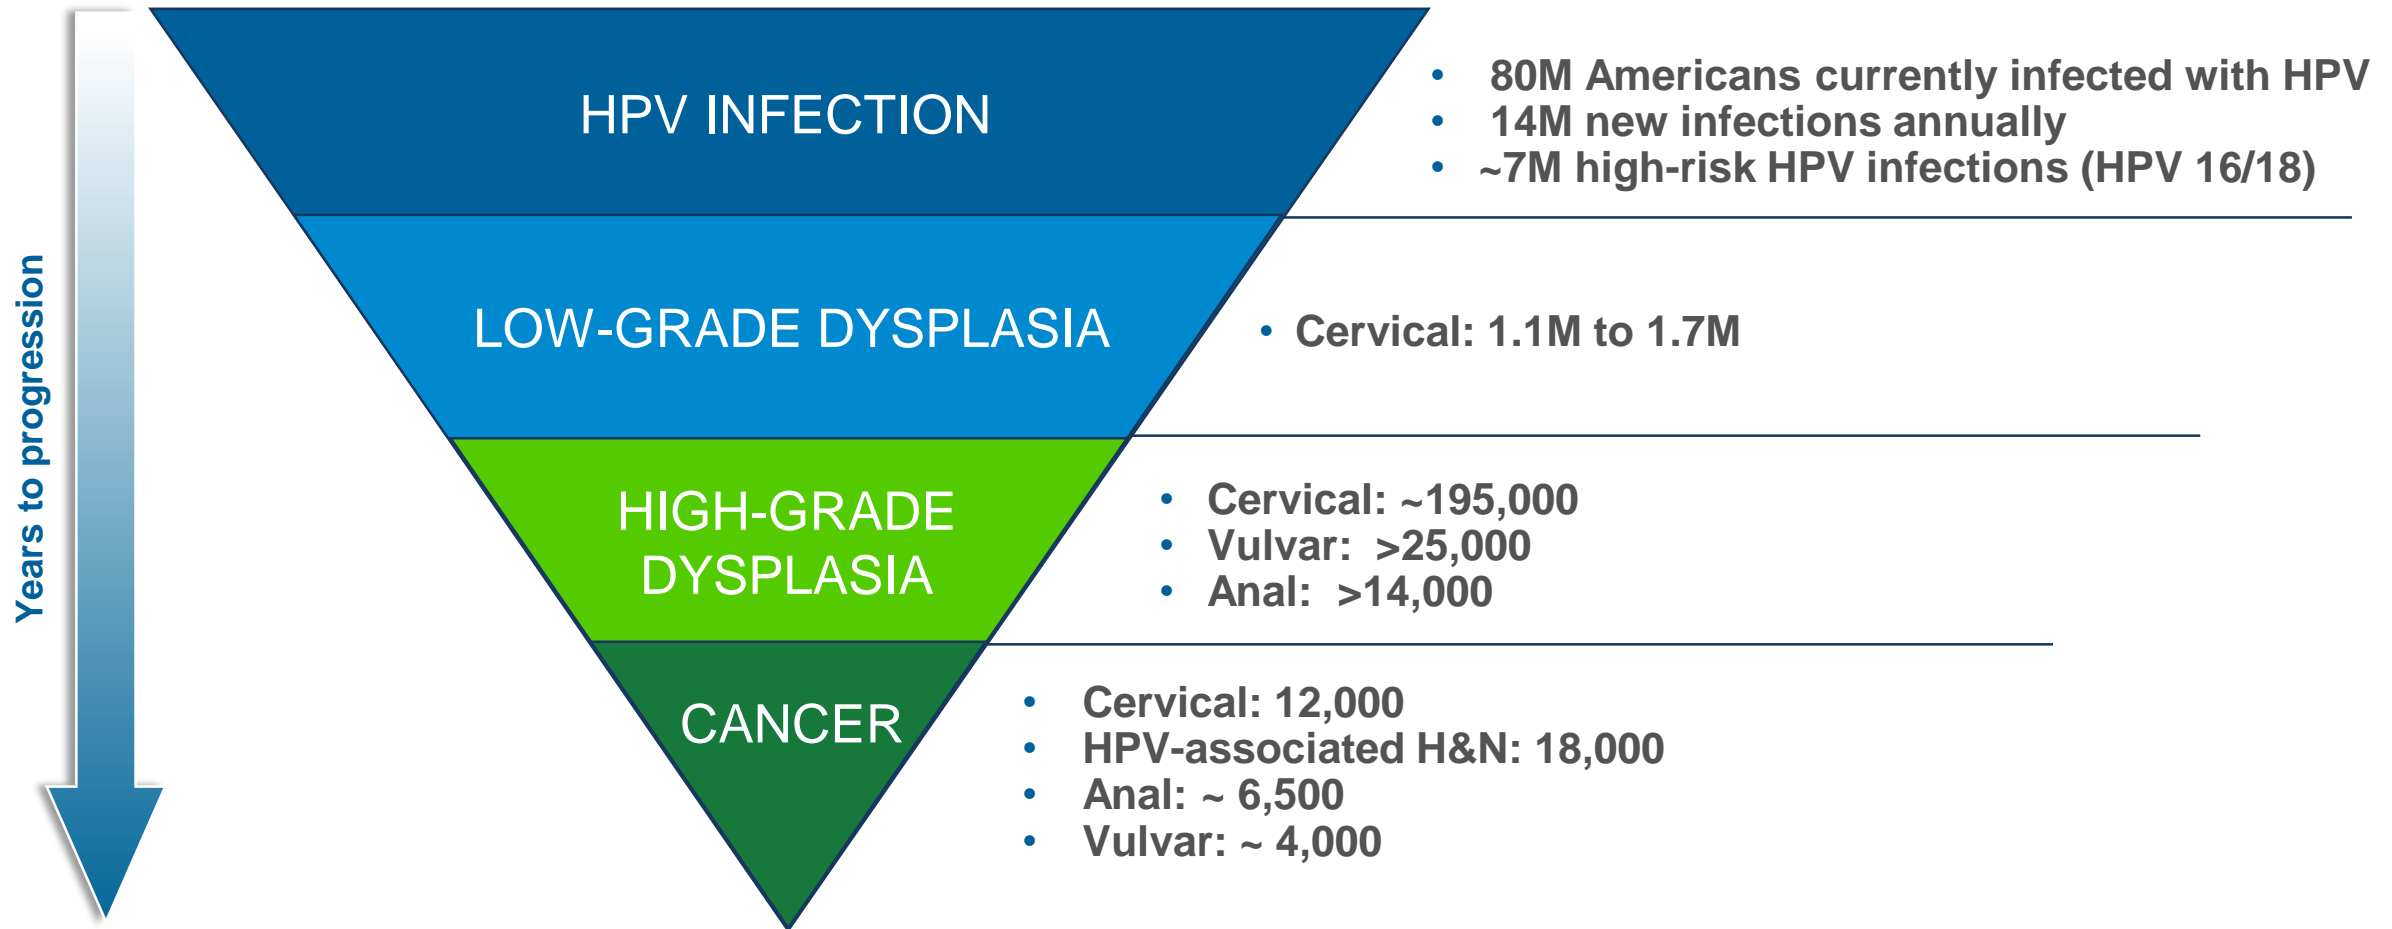 Years to progression
HPV INFECTION
• 80M Americans currently infected with HPV
• 14M new infections annually
• ~7M high-risk HPV infections (HPV 16/18)
LOW-GRADE DYSPLASIA
• Cervical: 1.1M to 1.7M
HIGH-GRADE
DYSPLASIA
• Cervical: ~195,000
• Vulvar: >25,000
• Anal: >14,000
CANCER
• Cervical: 12,000
• HPV-associated H&N: 18,000
• Anal: ~ 6,500
• Vulvar: ~ 4,000